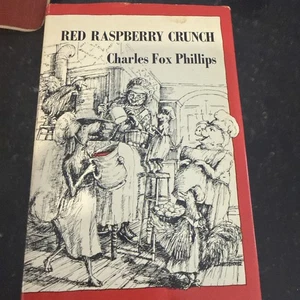 RED RASPBERRY CRUNCH
Charles Fox Phillips